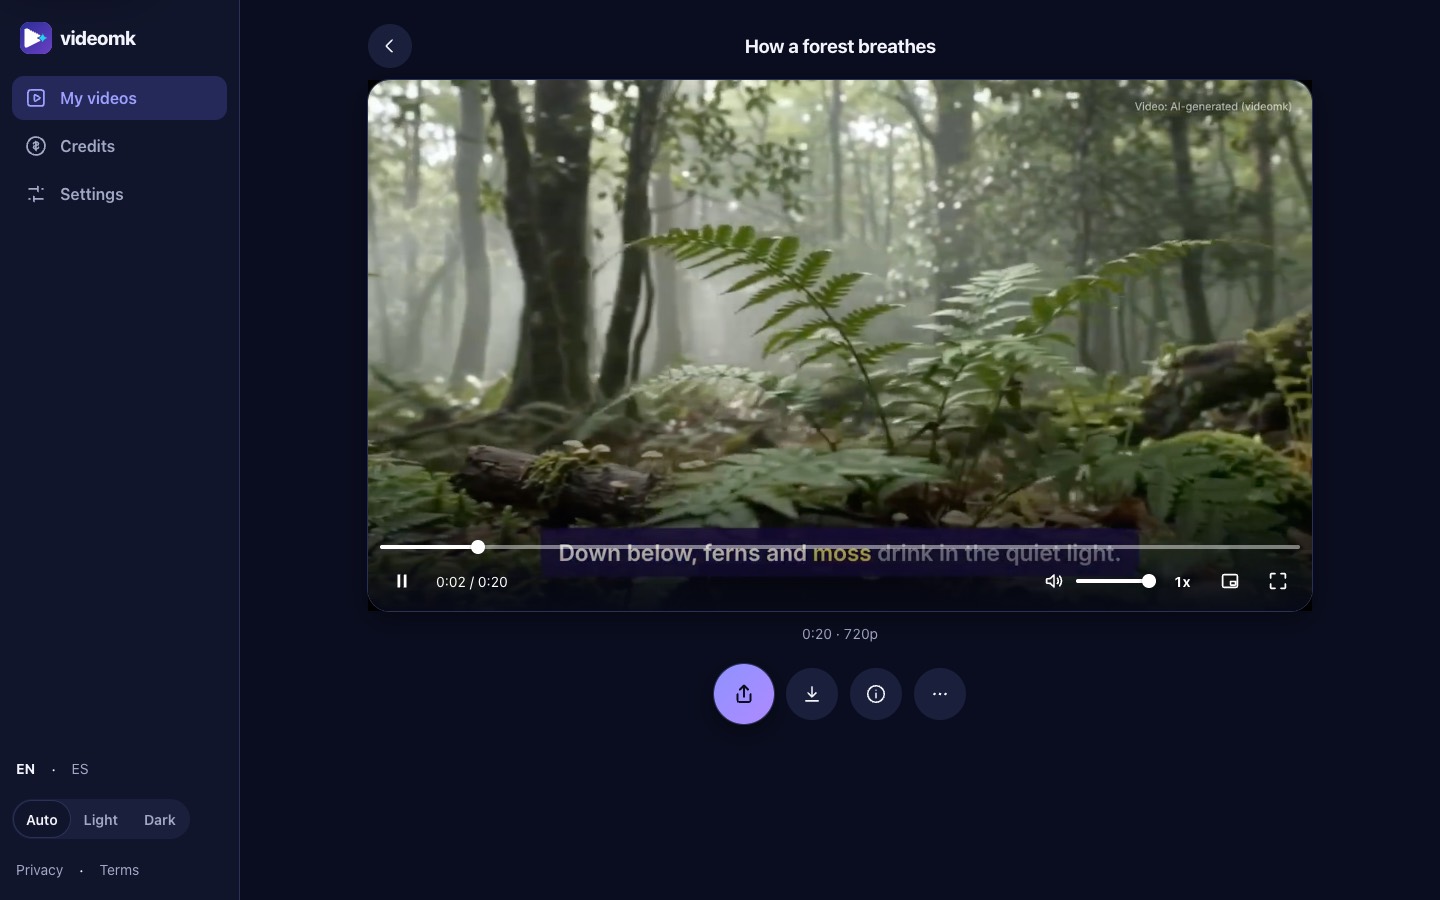 videomk
My videos
Credits
Settings
EN · ES
Auto Light Dark
Privacy · Terms
How a forest breathes
Video: AI-generated (videomk)
Down below, ferns and moss drink in the quiet light.
0:02 / 0:20
1x
0:20 · 720p